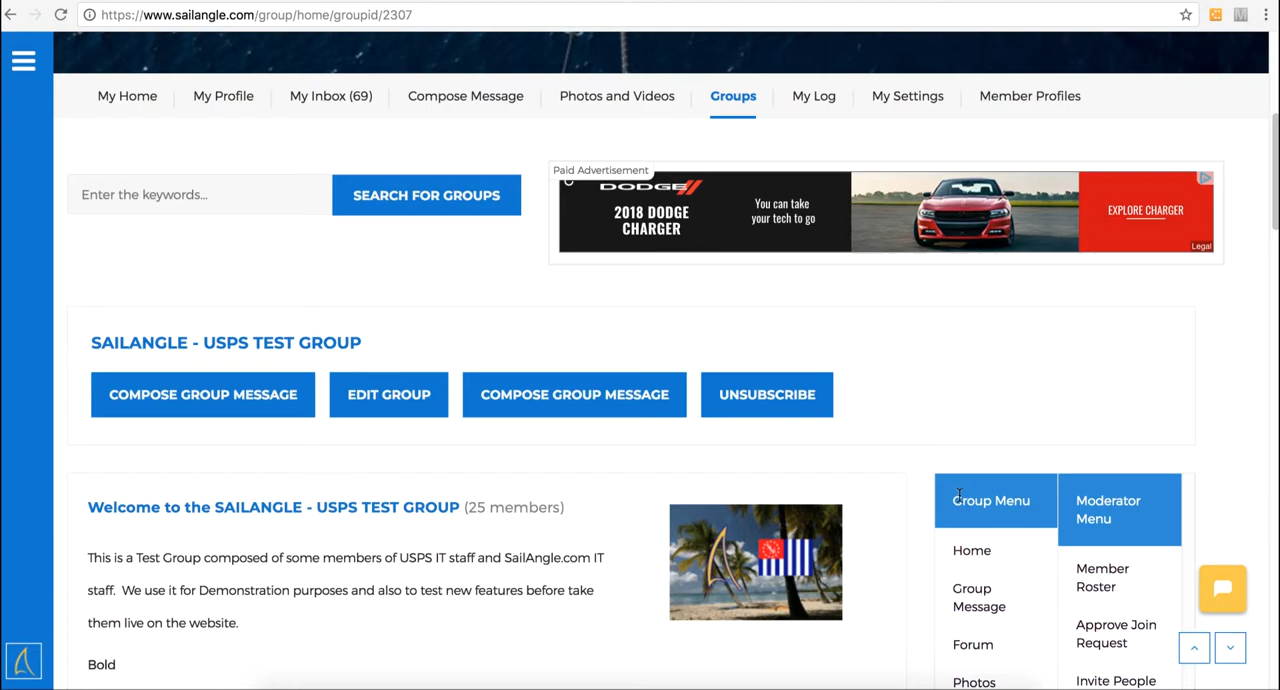 https://www.sailangle.com/group/home/groupid/2307
My Home
My Profile
My Inbox (69)
Compose Message
Photos and Videos
Groups
My Log
My Settings
Member Profiles
Enter the keywords...
SEARCH FOR GROUPS
Paid Advertisement
DODGE
2018 DODGE
CHARGER
You can take
your tech to go
EXPLORE CHARGER
Legal
SAILANGLE - USPS TEST GROUP
COMPOSE GROUP MESSAGE
EDIT GROUP
COMPOSE GROUP MESSAGE
UNSUBSCRIBE
Welcome to the SAILANGLE - USPS TEST GROUP (25 members)
This is a Test Group composed of some members of USPS IT staff and SailAngle.com IT
staff. We use it for Demonstration purposes and also to test new features before take
them live on the website.
Bold
Group Menu
Home
Group
Message
Forum
Photos
Moderator
Menu
Member
Roster
Approve Join
Request
Invite People